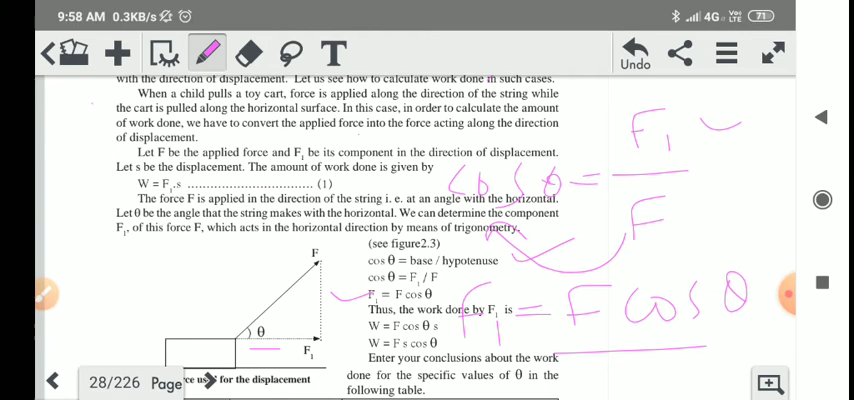 9:58 AM 0.3KB/s 4G Vo LTE 71
T
Undo
with the direction of displacement. Let us see how to calculate work done in such cases.
When a child pulls a toy cart, force is applied along the direction of the string while
the cart is pulled along the horizontal surface. In this case, in order to calculate the amount
of work done, we have to convert the applied force into the force acting along the direction
of displacement.
Let F be the applied force and F₁ be its component in the direction of displacement.
Let s be the displacement. The amount of work done is given by
W = F₁.s ................................ (1)
The force F is applied in the direction of the string i. e. at an angle with the horizontal.
Let θ be the angle that the string makes with the horizontal. We can determine the component
F₁, of this force F, which acts in the horizontal direction by means of trigonometry.
(see figure2.3)
cos θ = base / hypotenuse
cos θ = F₁ / F
F₁ = F cos θ
Thus, the work done by F₁ is
W = F cos θ s
W = F s cos θ
Enter your conclusions about the work
done for the specific values of θ in the
following table.
F
θ
F₁
for the displacement
cos θ = F₁ / F
F₁ = F cos θ
28/226 Page